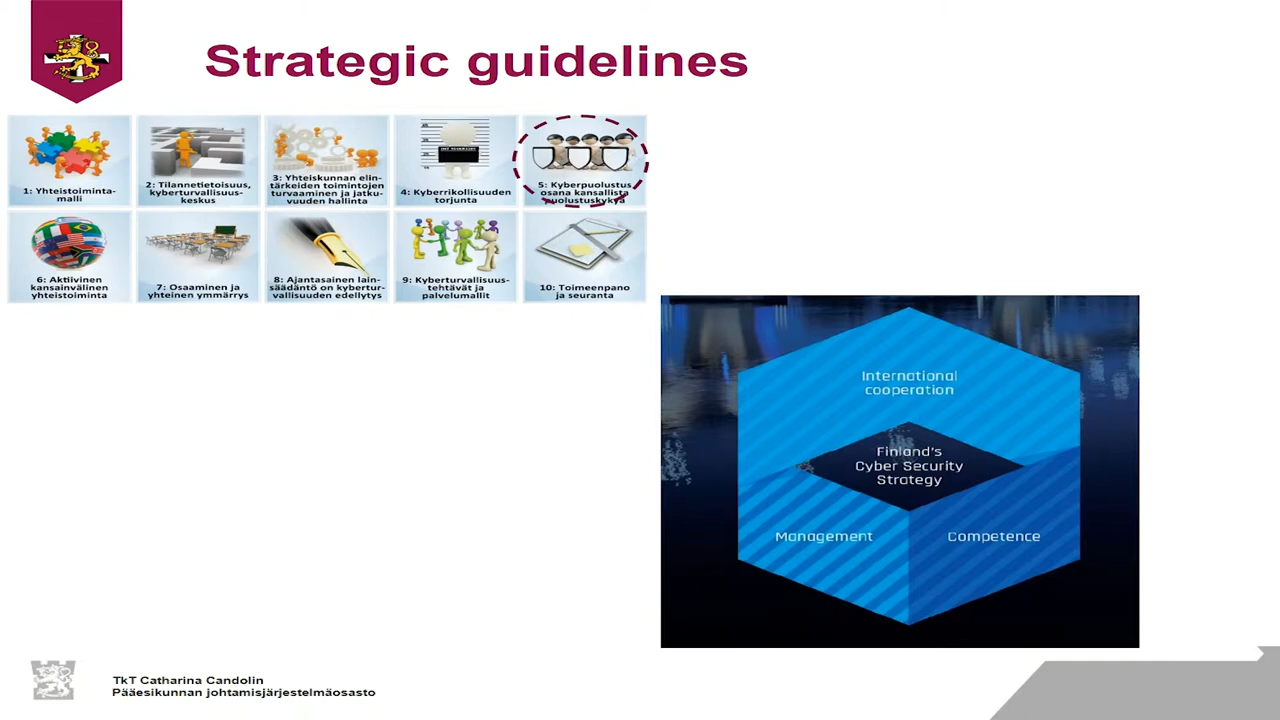 Strategic guidelines
1: Yhteistoiminta-
malli
2: Tilannetietoisuus,
kyberturvallisuus-
keskus
3: Yhteiskunnan elin-
tärkeiden toimintojen
turvaaminen ja jatku-
vuuden hallinta
4: Kyberrikollisuuden
torjunta
5: Kyberpuolustus
osana kansallista
puolustuskykyä
6: Aktiivinen
kansainvälinen
yhteistoiminta
7: Osaaminen ja
yhteinen ymmärrys
8: Ajantasainen lain-
säädäntö on kybertur-
vallisuuden edellytys
9: Kyberturvallisuus-
tehtävät ja
palvelumallit
10: Toimeenpano
ja seuranta
International
cooperation
Finland's
Cyber Security
Strategy
Management
Competence
TkT Catharina Candolin
Pääesikunnan johtamisjärjestelmäosasto